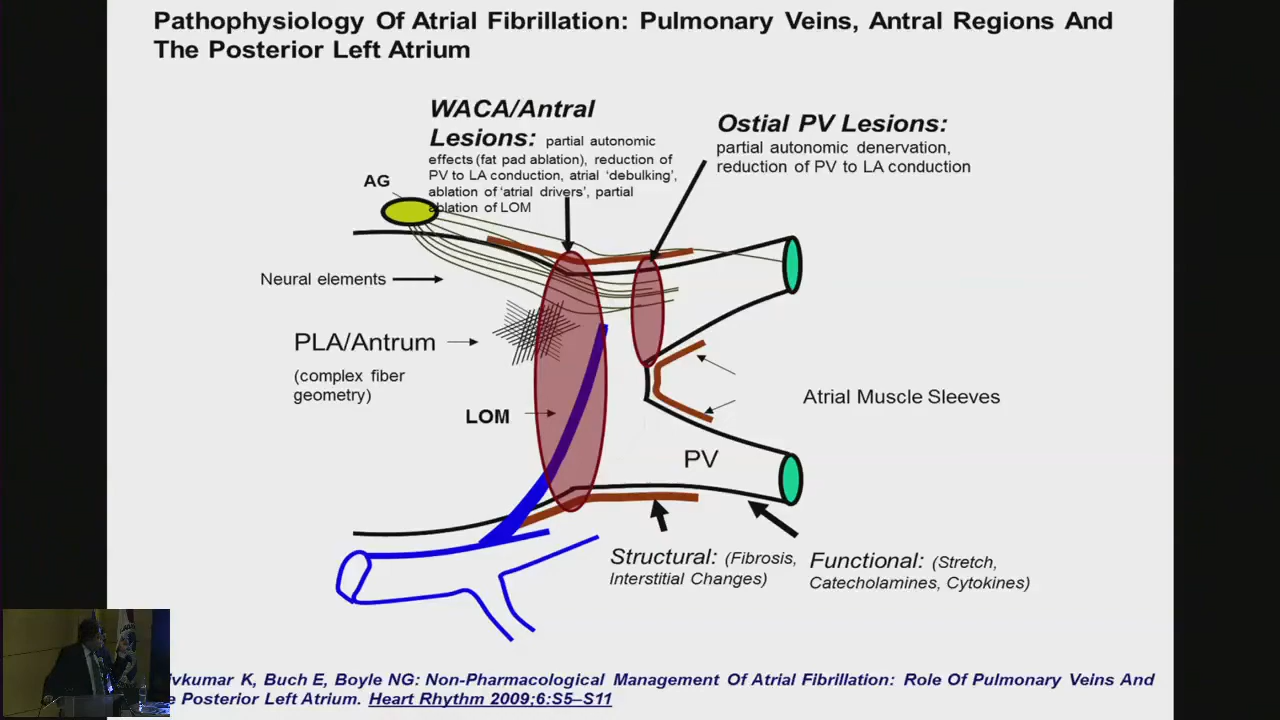 Pathophysiology Of Atrial Fibrillation: Pulmonary Veins, Antral Regions And
The Posterior Left Atrium
WACA/Antral
Lesions: partial autonomic
effects (fat pad ablation), reduction of
PV to LA conduction, atrial ‘debulking’,
ablation of ‘atrial drivers’, partial
ablation of LOM
Ostial PV Lesions:
partial autonomic denervation,
reduction of PV to LA conduction
AG
Neural elements
PLA/Antrum
(complex fiber
geometry)
LOM
Atrial Muscle Sleeves
PV
Structural: (Fibrosis,
Interstitial Changes)
Functional: (Stretch,
Catecholamines, Cytokines)
K, Buch E, Boyle NG: Non-Pharmacological Management Of Atrial Fibrillation: Role Of Pulmonary Veins And
Posterior Left Atrium. Heart Rhythm 2009;6:S5–S11